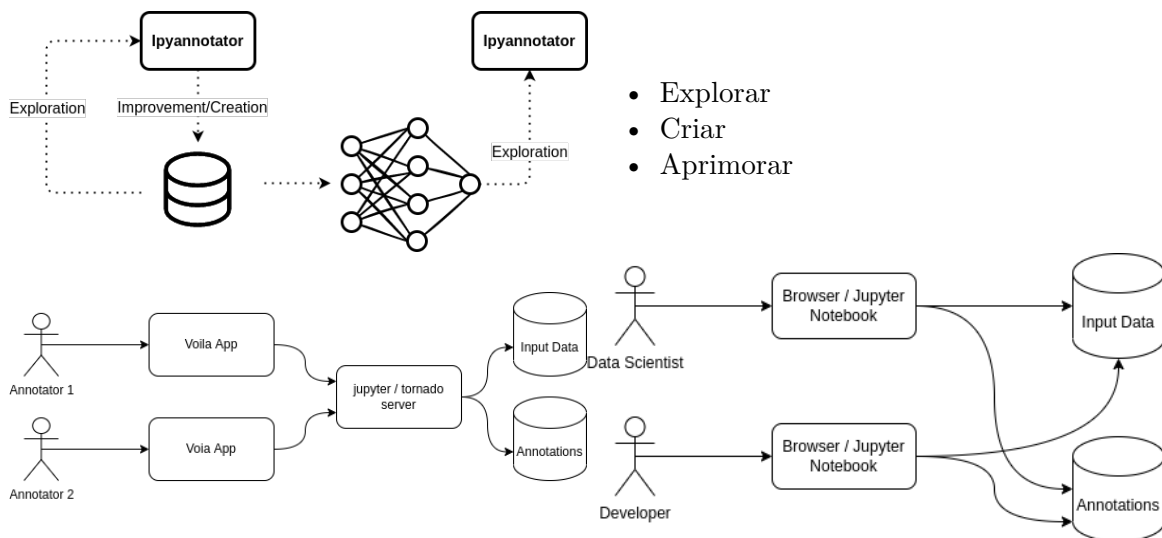 Ipyannotator
Ipyannotator
Exploration
Improvement/Creation
Exploration
• Explorar
• Criar
• Aprimorar
Annotator 1
Voila App
Annotator 2
Voia App
jupyter / tornado
server
Input Data
Annotations
Data Scientist
Browser / Jupyter
Notebook
Input Data
Developer
Browser / Jupyter
Notebook
Annotations